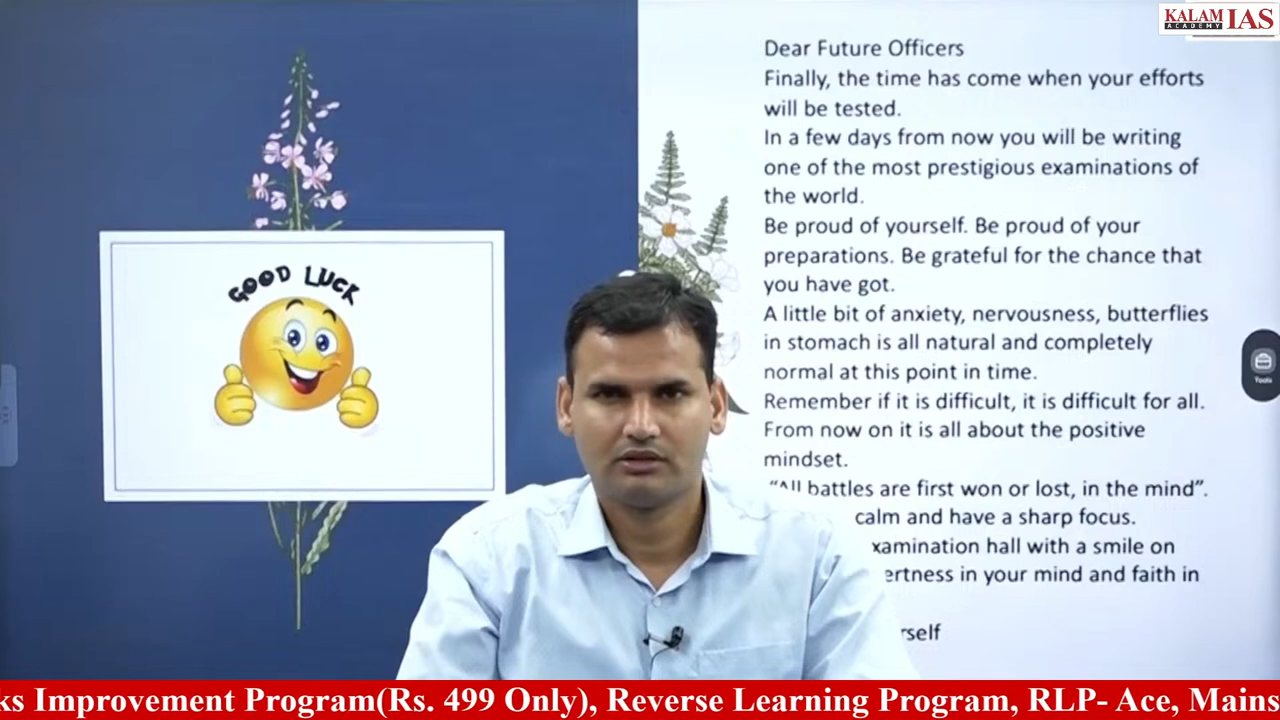 KALAM IAS
ACADEMY
Dear Future Officers
Finally, the time has come when your efforts
will be tested.
In a few days from now you will be writing
one of the most prestigious examinations of
the world.
Be proud of yourself. Be proud of your
preparations. Be grateful for the chance that
you have got.
A little bit of anxiety, nervousness, butterflies
in stomach is all natural and completely
normal at this point in time.
Remember if it is difficult, it is difficult for all.
From now on it is all about the positive
mindset.
“All battles are first won or lost, in the mind”.
calm and have a sharp focus.
xamination hall with a smile on
ertness in your mind and faith in
rself
GOOD LUCK
Tools
ks Improvement Program(Rs. 499 Only), Reverse Learning Program, RLP- Ace, Mains